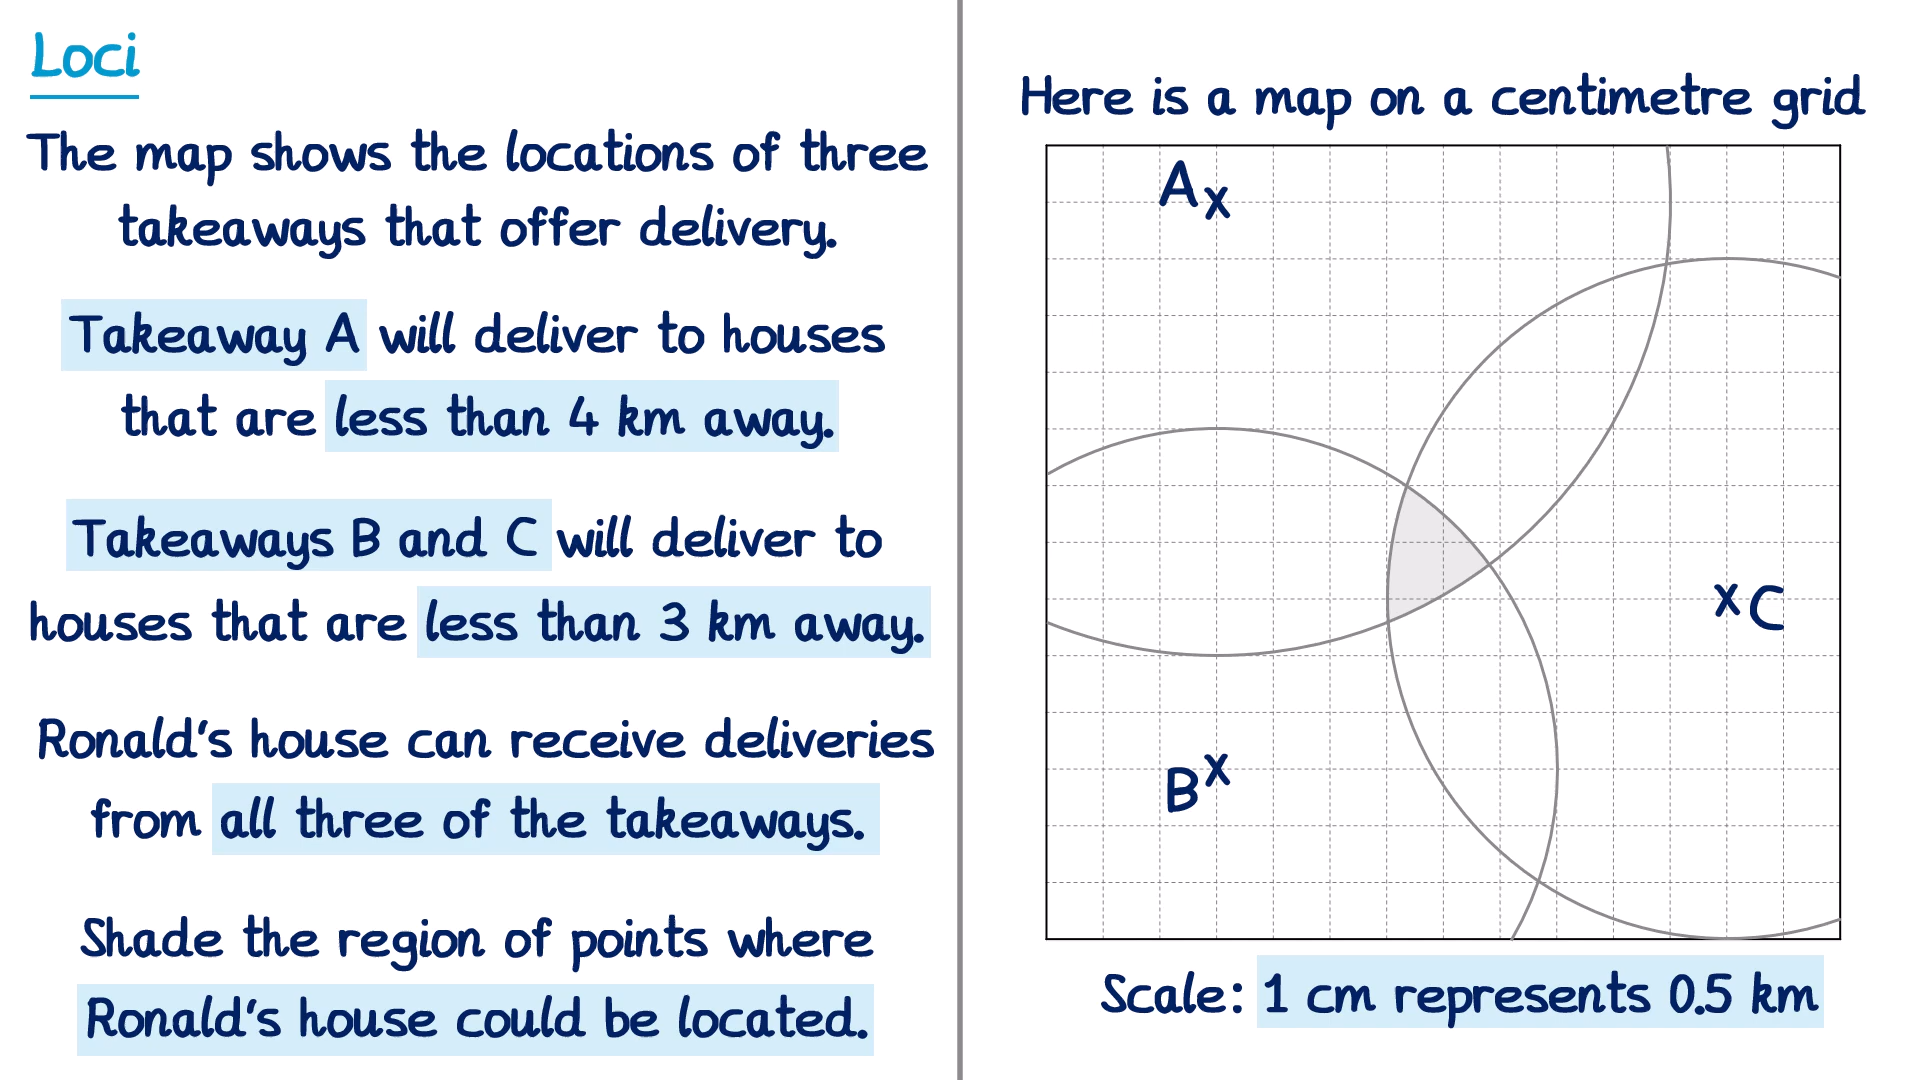 Loci
The map shows the locations of three
takeaways that offer delivery.
Takeaway A will deliver to houses
that are less than 4 km away.
Takeaways B and C will deliver to
houses that are less than 3 km away.
Ronald's house can receive deliveries
from all three of the takeaways.
Shade the region of points where
Ronald's house could be located.
Here is a map on a centimetre grid
A x
x C
B x
Scale: 1 cm represents 0.5 km